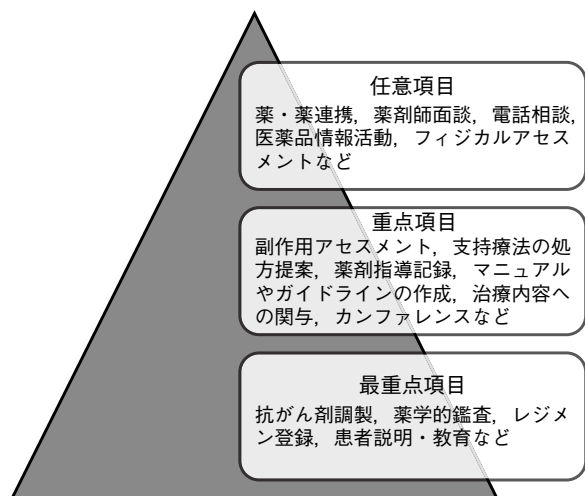 任意項目
薬・薬連携，薬剤師面談，電話相談，
医薬品情報活動，フィジカルアセス
メントなど
重点項目
副作用アセスメント，支持療法の処
方提案，薬剤指導記録，マニュアル
やガイドラインの作成，治療内容へ
の関与，カンファレンスなど
最重点項目
抗がん剤調製，薬学的鑑査，レジメ
ン登録，患者説明・教育など